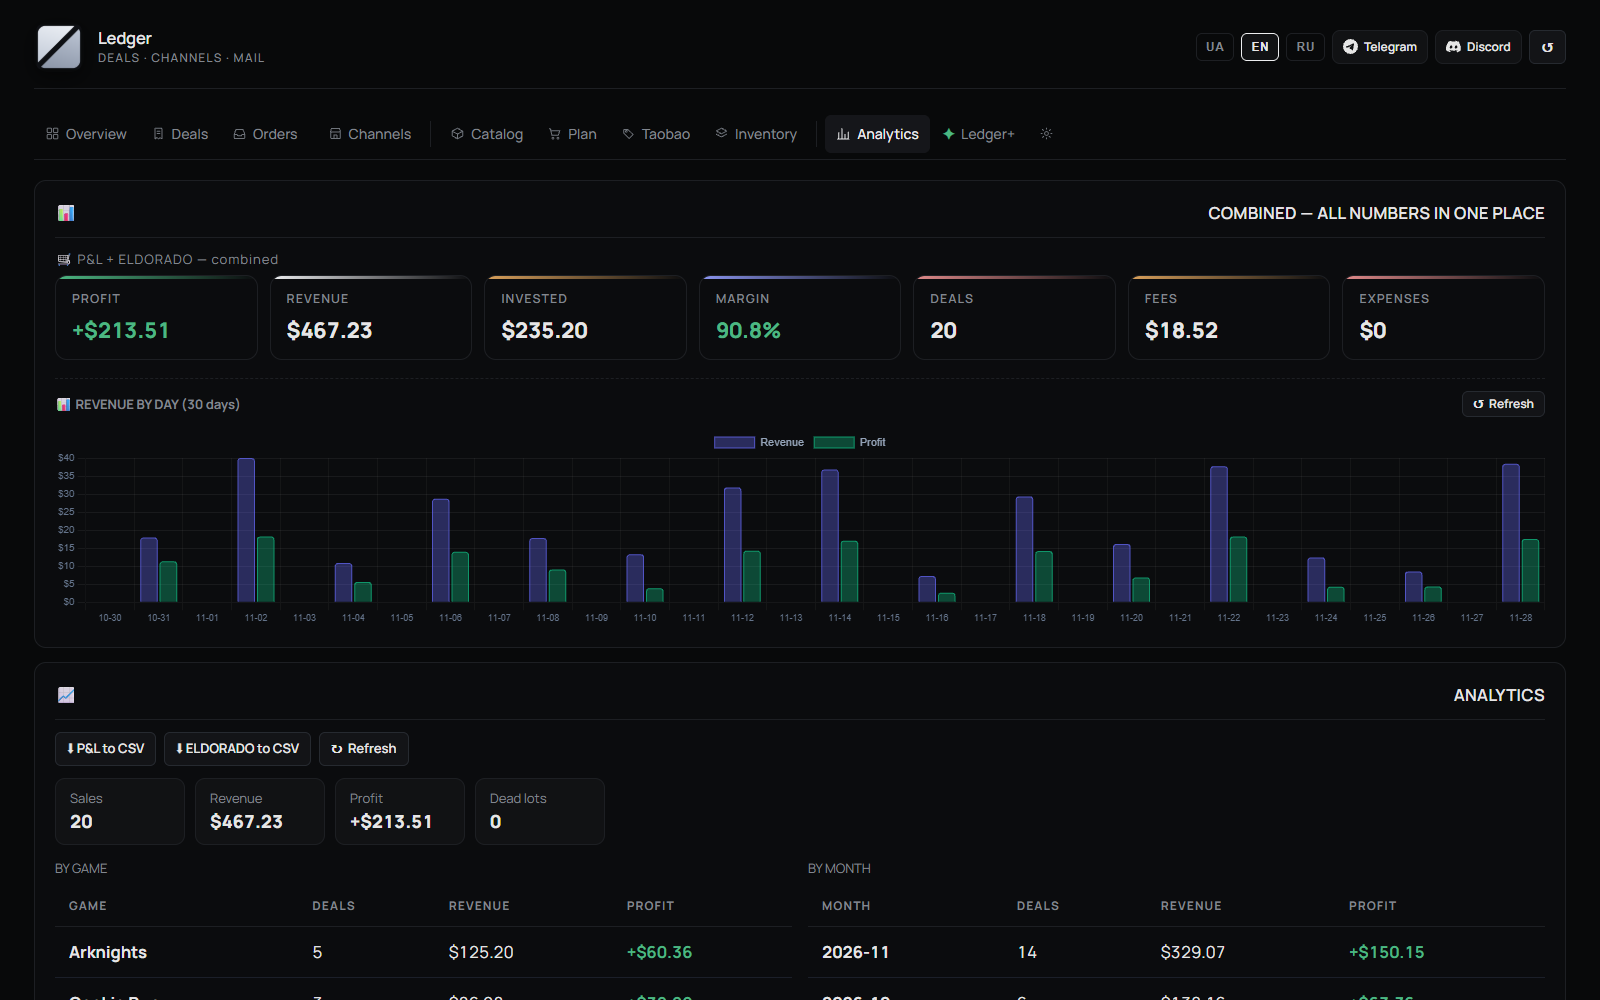 Ledger
DEALS · CHANNELS · MAIL
UA EN RU Telegram Discord
Overview Deals Orders Channels Catalog Plan Taobao Inventory Analytics Ledger+
COMBINED — ALL NUMBERS IN ONE PLACE
P&L + ELDORADO — combined
PROFIT REVENUE INVESTED MARGIN DEALS FEES EXPENSES
+$213.51 $467.23 $235.20 90.8% 20 $18.52 $0
REVENUE BY DAY (30 days)
↺ Refresh
Revenue Profit
$40
$35
$30
$25
$20
$15
$10
$5
$0
10-30 10-31 11-01 11-02 11-03 11-04 11-05 11-06 11-07 11-08 11-09 11-10 11-11 11-12 11-13 11-14 11-15 11-16 11-17 11-18 11-19 11-20 11-21 11-22 11-23 11-24 11-25 11-26 11-27 11-28
ANALYTICS
⬇ P&L to CSV ⬇ ELDORADO to CSV ↻ Refresh
Sales Revenue Profit Dead lots
20 $467.23 +$213.51 0
BY GAME BY MONTH
GAME DEALS REVENUE PROFIT MONTH DEALS REVENUE PROFIT
Arknights 5 $125.20 +$60.36 2026-11 14 $329.07 +$150.15